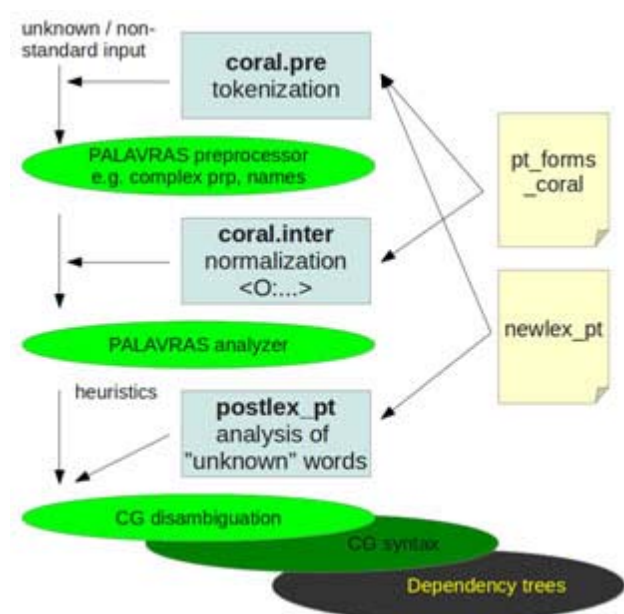 unknown / non-
standard input
coral.pre
tokenization
PALAVRAS preprocessor
e.g. complex prp, names
pt_forms
_coral
coral.inter
normalization
<O:...>
newlex_pt
PALAVRAS analyzer
heuristics
postlex_pt
analysis of
"unknown" words
CG disambiguation
CG syntax
Dependency trees